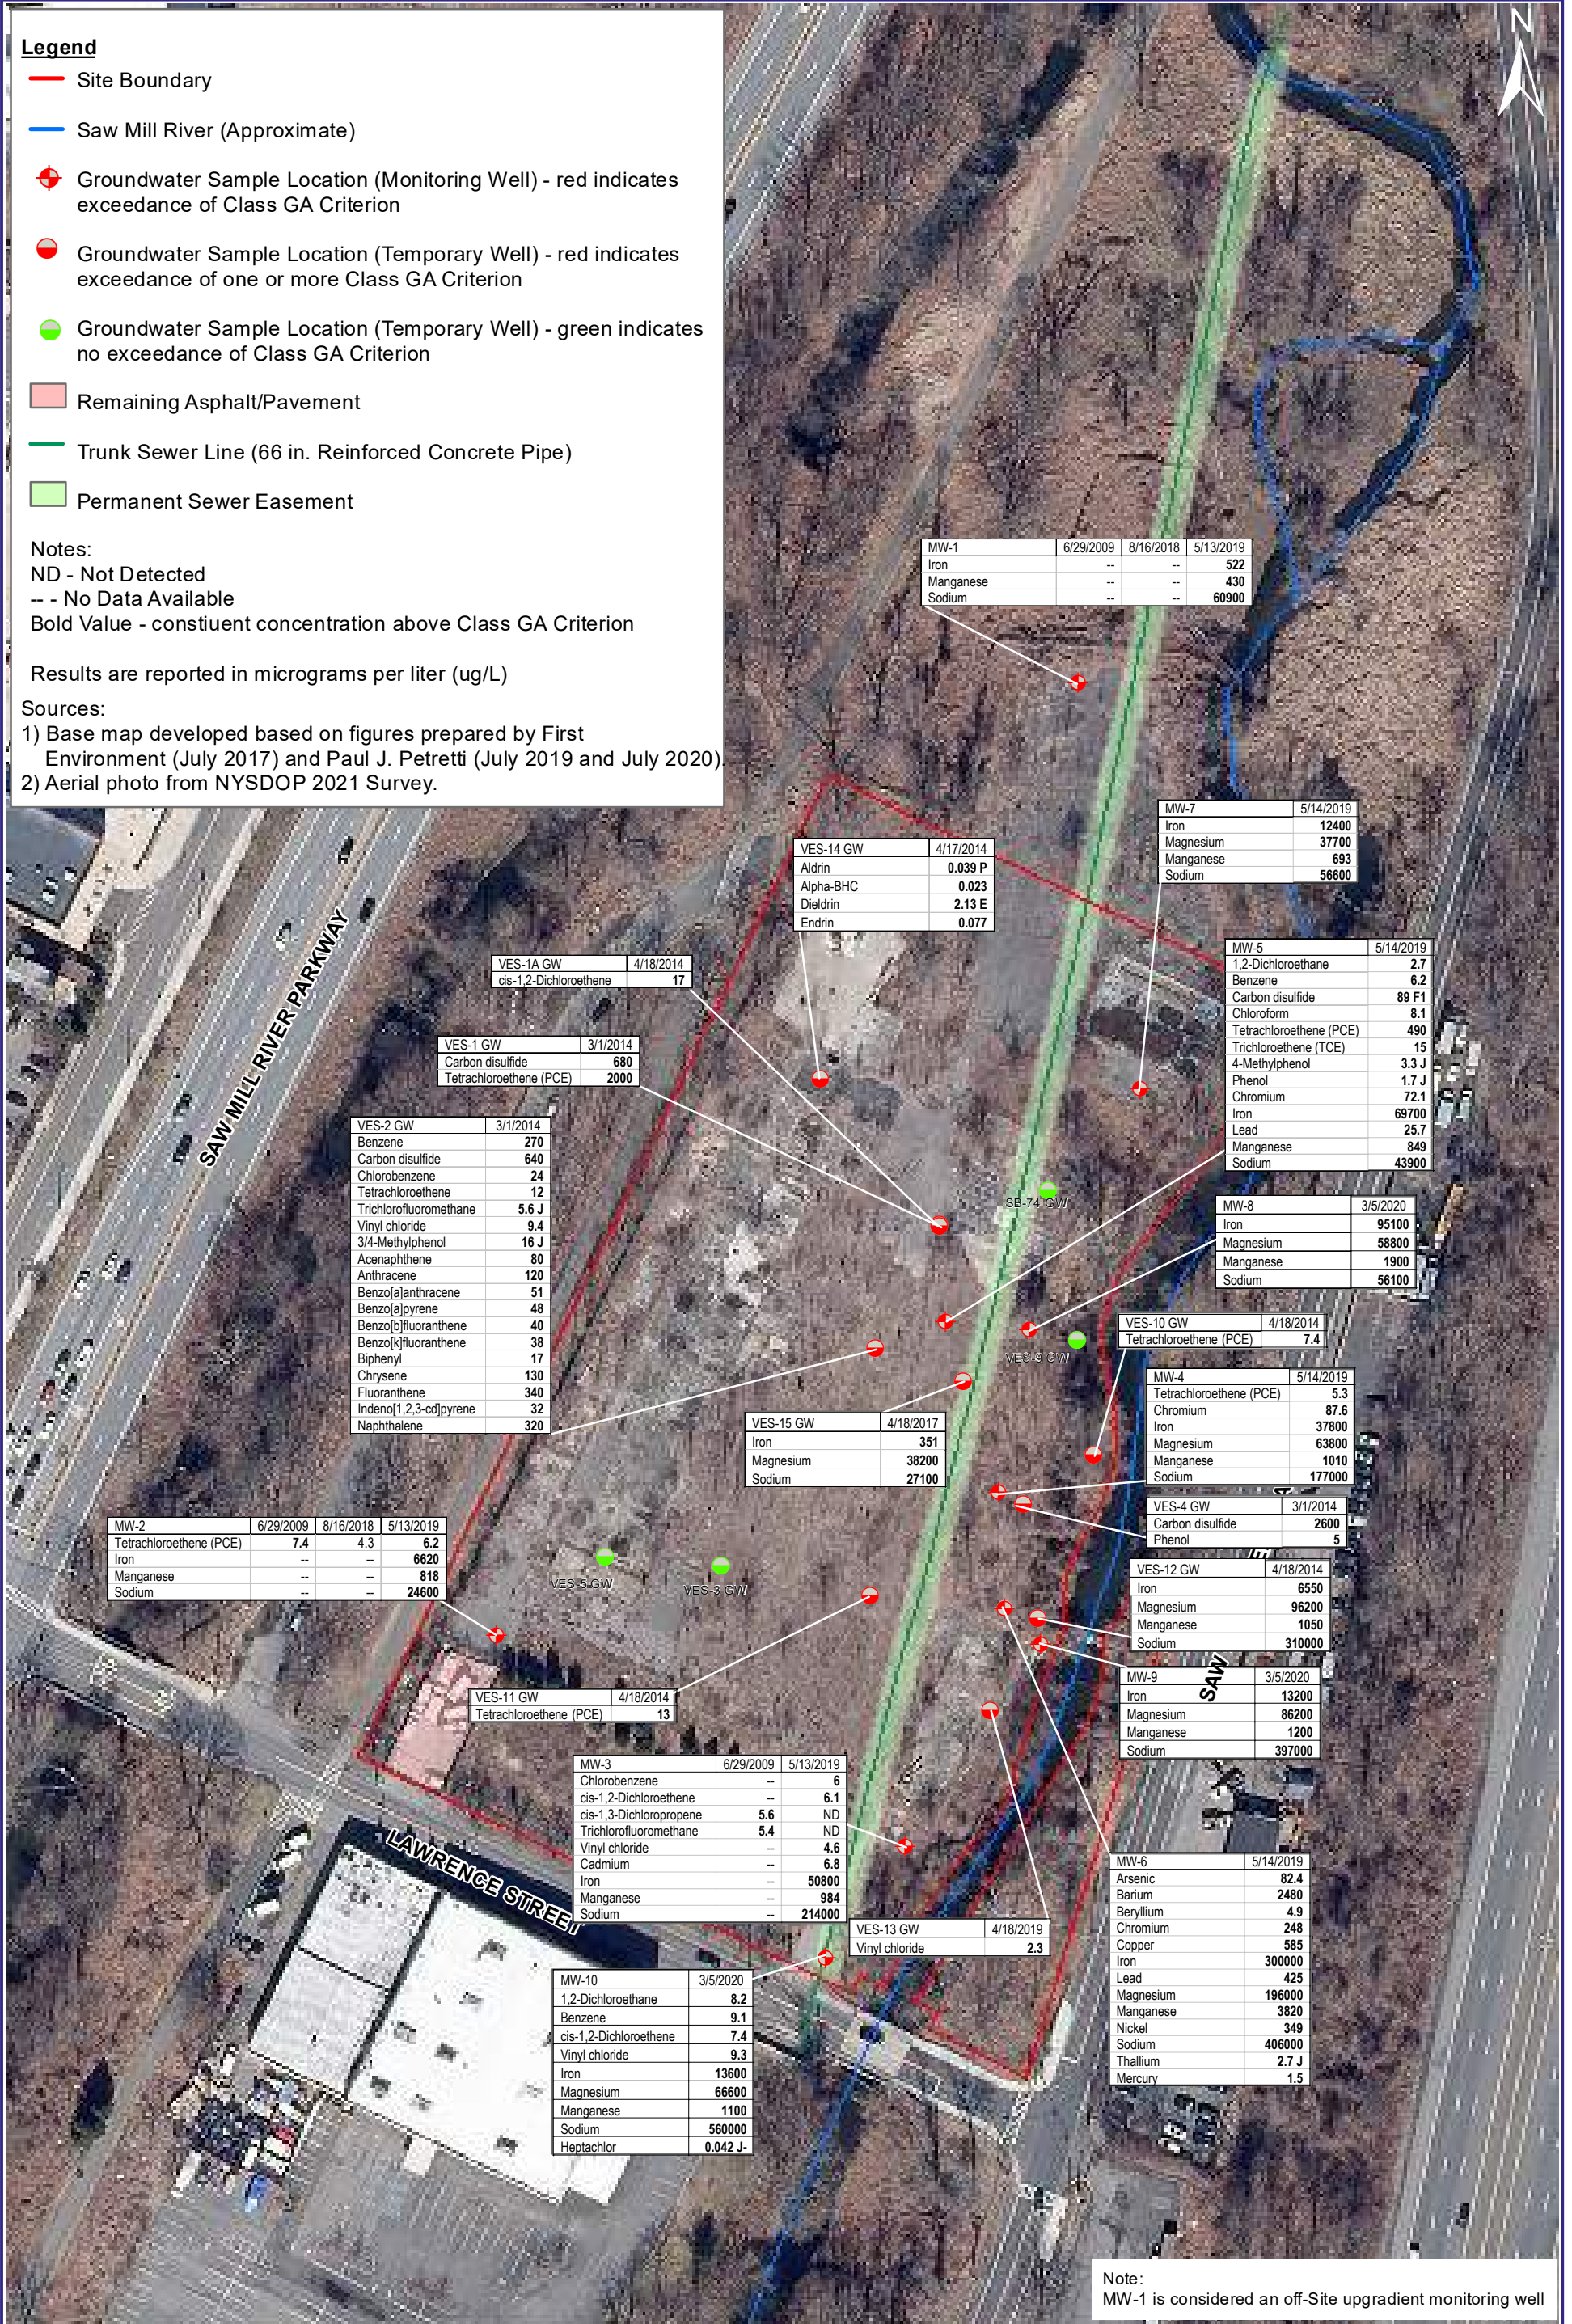 Legend
Site Boundary
Saw Mill River (Approximate)
Groundwater Sample Location (Monitoring Well) - red indicates
exceedance of Class GA Criterion
Groundwater Sample Location (Temporary Well) - red indicates
exceedance of one or more Class GA Criterion
Groundwater Sample Location (Temporary Well) - green indicates
no exceedance of Class GA Criterion
Remaining Asphalt/Pavement
Trunk Sewer Line (66 in. Reinforced Concrete Pipe)
Permanent Sewer Easement
Notes:
ND - Not Detected
-- - No Data Available
Bold Value - constiuent concentration above Class GA Criterion
Results are reported in micrograms per liter (ug/L)
Sources:
1) Base map developed based on figures prepared by First
Environment (July 2017) and Paul J. Petretti (July 2019 and July 2020).
2) Aerial photo from NYSDOP 2021 Survey.
N
MW-1 6/29/2009 8/16/2018 5/13/2019
Iron -- -- 522
Manganese -- -- 430
Sodium -- -- 60900
MW-7 5/14/2019
Iron 12400
Magnesium 37700
Manganese 693
Sodium 56600
VES-14 GW 4/17/2014
Aldrin 0.039 P
Alpha-BHC 0.023
Dieldrin 2.13 E
Endrin 0.077
MW-5 5/14/2019
1,2-Dichloroethane 2.7
Benzene 6.2
Carbon disulfide 89 F1
Chloroform 8.1
Tetrachloroethene (PCE) 490
Trichloroethene (TCE) 15
4-Methylphenol 3.3 J
Phenol 1.7 J
Chromium 72.1
Iron 69700
Lead 25.7
Manganese 849
Sodium 43900
VES-1A GW 4/18/2014
cis-1,2-Dichloroethene 17
VES-1 GW 3/1/2014
Carbon disulfide 680
Tetrachloroethene (PCE) 2000
SAW MILL RIVER PARKWAY
VES-2 GW 3/1/2014
Benzene 270
Carbon disulfide 640
Chlorobenzene 24
Tetrachloroethene 12
Trichlorofluoromethane 5.6 J
Vinyl chloride 9.4
3/4-Methylphenol 16 J
Acenaphthene 80
Anthracene 120
Benzo[a]anthracene 51
Benzo[a]pyrene 48
Benzo[b]fluoranthene 40
Benzo[k]fluoranthene 38
Biphenyl 17
Chrysene 130
Fluoranthene 340
Indeno[1,2,3-cd]pyrene 32
Naphthalene 320
SB-74 GW
MW-8 3/5/2020
Iron 95100
Magnesium 58800
Manganese 1900
Sodium 56100
VES-9 GW
VES-10 GW 4/18/2014
Tetrachloroethene (PCE) 7.4
MW-4 5/14/2019
Tetrachloroethene (PCE) 5.3
Chromium 87.6
Iron 37800
Magnesium 63800
Manganese 1010
Sodium 177000
VES-15 GW 4/18/2017
Iron 351
Magnesium 38200
Sodium 27100
VES-4 GW 3/1/2014
Carbon disulfide 2600
Phenol 5
MW-2 6/29/2009 8/16/2018 5/13/2019
Tetrachloroethene (PCE) 7.4 4.3 6.2
Iron -- -- 6620
Manganese -- -- 818
Sodium -- -- 24600
VES-5 GW
VES-3 GW
VES-12 GW 4/18/2014
Iron 6550
Magnesium 96200
Manganese 1050
Sodium 310000
SAW
MW-9 3/5/2020
Iron 13200
Magnesium 86200
Manganese 1200
Sodium 397000
VES-11 GW 4/18/2014
Tetrachloroethene (PCE) 13
MW-3 6/29/2009 5/13/2019
Chlorobenzene -- 6
cis-1,2-Dichloroethene -- 6.1
cis-1,3-Dichloropropene 5.6 ND
Trichlorofluoromethane 5.4 ND
Vinyl chloride -- 4.6
Cadmium -- 6.8
Iron -- 50800
Manganese -- 984
Sodium -- 214000
LAWRENCE STREET
VES-13 GW 4/18/2019
Vinyl chloride 2.3
MW-6 5/14/2019
Arsenic 82.4
Barium 2480
Beryllium 4.9
Chromium 248
Copper 585
Iron 300000
Lead 425
Magnesium 196000
Manganese 3820
Nickel 349
Sodium 406000
Thallium 2.7 J
Mercury 1.5
MW-10 3/5/2020
1,2-Dichloroethane 8.2
Benzene 9.1
cis-1,2-Dichloroethene 7.4
Vinyl chloride 9.3
Iron 13600
Magnesium 66600
Manganese 1100
Sodium 560000
Heptachlor 0.042 J-
Note:
MW-1 is considered an off-Site upgradient monitoring well